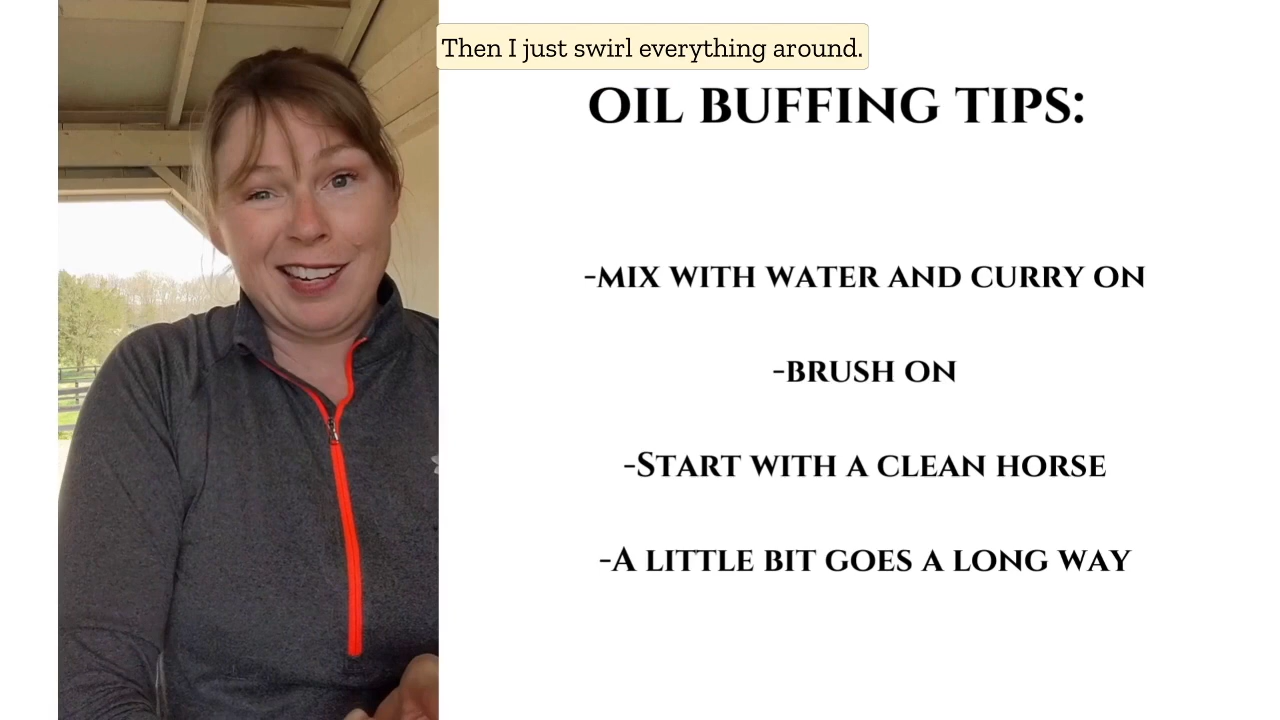 Then I just swirl everything around.
OIL BUFFING TIPS:
-MIX WITH WATER AND CURRY ON
-BRUSH ON
-START WITH A CLEAN HORSE
-A LITTLE BIT GOES A LONG WAY